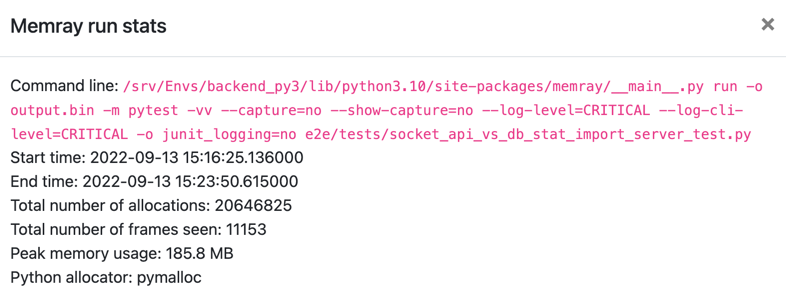 Memray run stats
×
Command line: /srv/Envs/backend_py3/lib/python3.10/site-packages/memray/__main__.py run -o
output.bin -m pytest -vv --capture=no --show-capture=no --log-level=CRITICAL --log-cli-
level=CRITICAL -o junit_logging=no e2e/tests/socket_api_vs_db_stat_import_server_test.py
Start time: 2022-09-13 15:16:25.136000
End time: 2022-09-13 15:23:50.615000
Total number of allocations: 20646825
Total number of frames seen: 11153
Peak memory usage: 185.8 MB
Python allocator: pymalloc